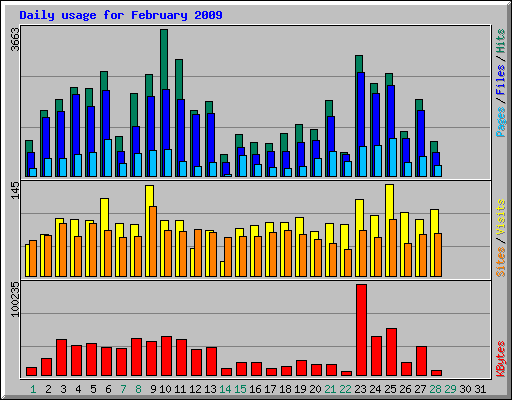 Daily usage for February 2009
3663
Pages / Files / Hits
145
Sites / Visits
100235
KBytes
1 2 3 4 5 6 7 8 9 10 11 12 13 14 15 16 17 18 19 20 21 22 23 24 25 26 27 28 29 30 31